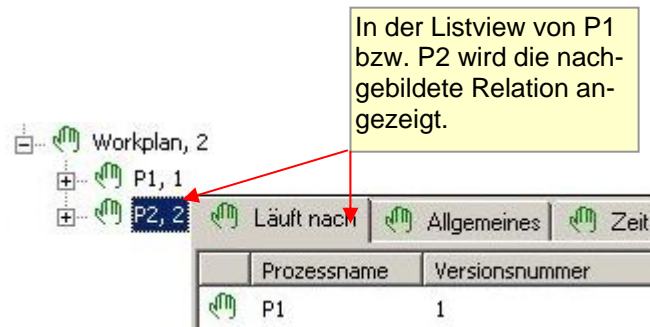 In der Listview von P1
bzw. P2 wird die nach-
gebildete Relation an-
gezeigt.
Workplan, 2
P1, 1
P2, 2
Läuft nach Allgemeines Zeit
Prozessname Versionsnummer
P1 1